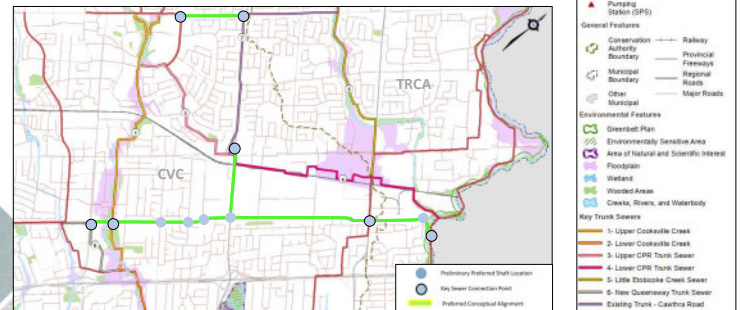 TRCA
CVC
Preliminary Preferred Shaft Location
Key Sewer Connection Point
Preferred Conceptual Alignment
Pumping
Station (SPS)
General Features
Conservation
Authority
Boundary
Municipal
Boundary
Other
Municipal
Railway
Provincial
Freeways
Regional
Roads
Major Roads
Environmental Features
Greenbelt Plan
Environmentally Sensitive Area
Area of Natural and Scientific Interest
Floodplain
Wetland
Wooded Areas
Creeks, Rivers, and Waterbody
Key Trunk Sewers
1- Upper Cooksville Creek
2- Lower Cooksville Creek
3- Upper CPR Trunk Sewer
4- Lower CPR Trunk Sewer
5- Little Etobicoke Creek Sewer
6- New Queensway Trunk Sewer
Existing Trunk - Cawthra Road